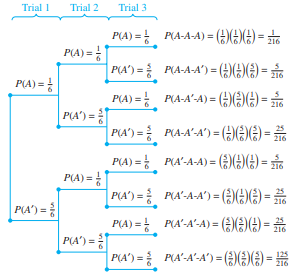 Trial 1 Trial 2 Trial 3
P(A) = 1/6 P(A-A-A) = (1/6)(1/6)(1/6) = 1/216
P(A) = 1/6
P(A′) = 5/6 P(A-A-A′) = (1/6)(1/6)(5/6) = 5/216
P(A) = 1/6
P(A) = 1/6 P(A-A′-A) = (1/6)(5/6)(1/6) = 5/216
P(A′) = 5/6
P(A′) = 5/6 P(A-A′-A′) = (1/6)(5/6)(5/6) = 25/216
P(A) = 1/6 P(A′-A-A) = (5/6)(1/6)(1/6) = 5/216
P(A) = 1/6
P(A′) = 5/6 P(A′-A-A′) = (5/6)(1/6)(5/6) = 25/216
P(A′) = 5/6
P(A) = 1/6 P(A′-A′-A) = (5/6)(5/6)(1/6) = 25/216
P(A′) = 5/6
P(A′) = 5/6 P(A′-A′-A′) = (5/6)(5/6)(5/6) = 125/216